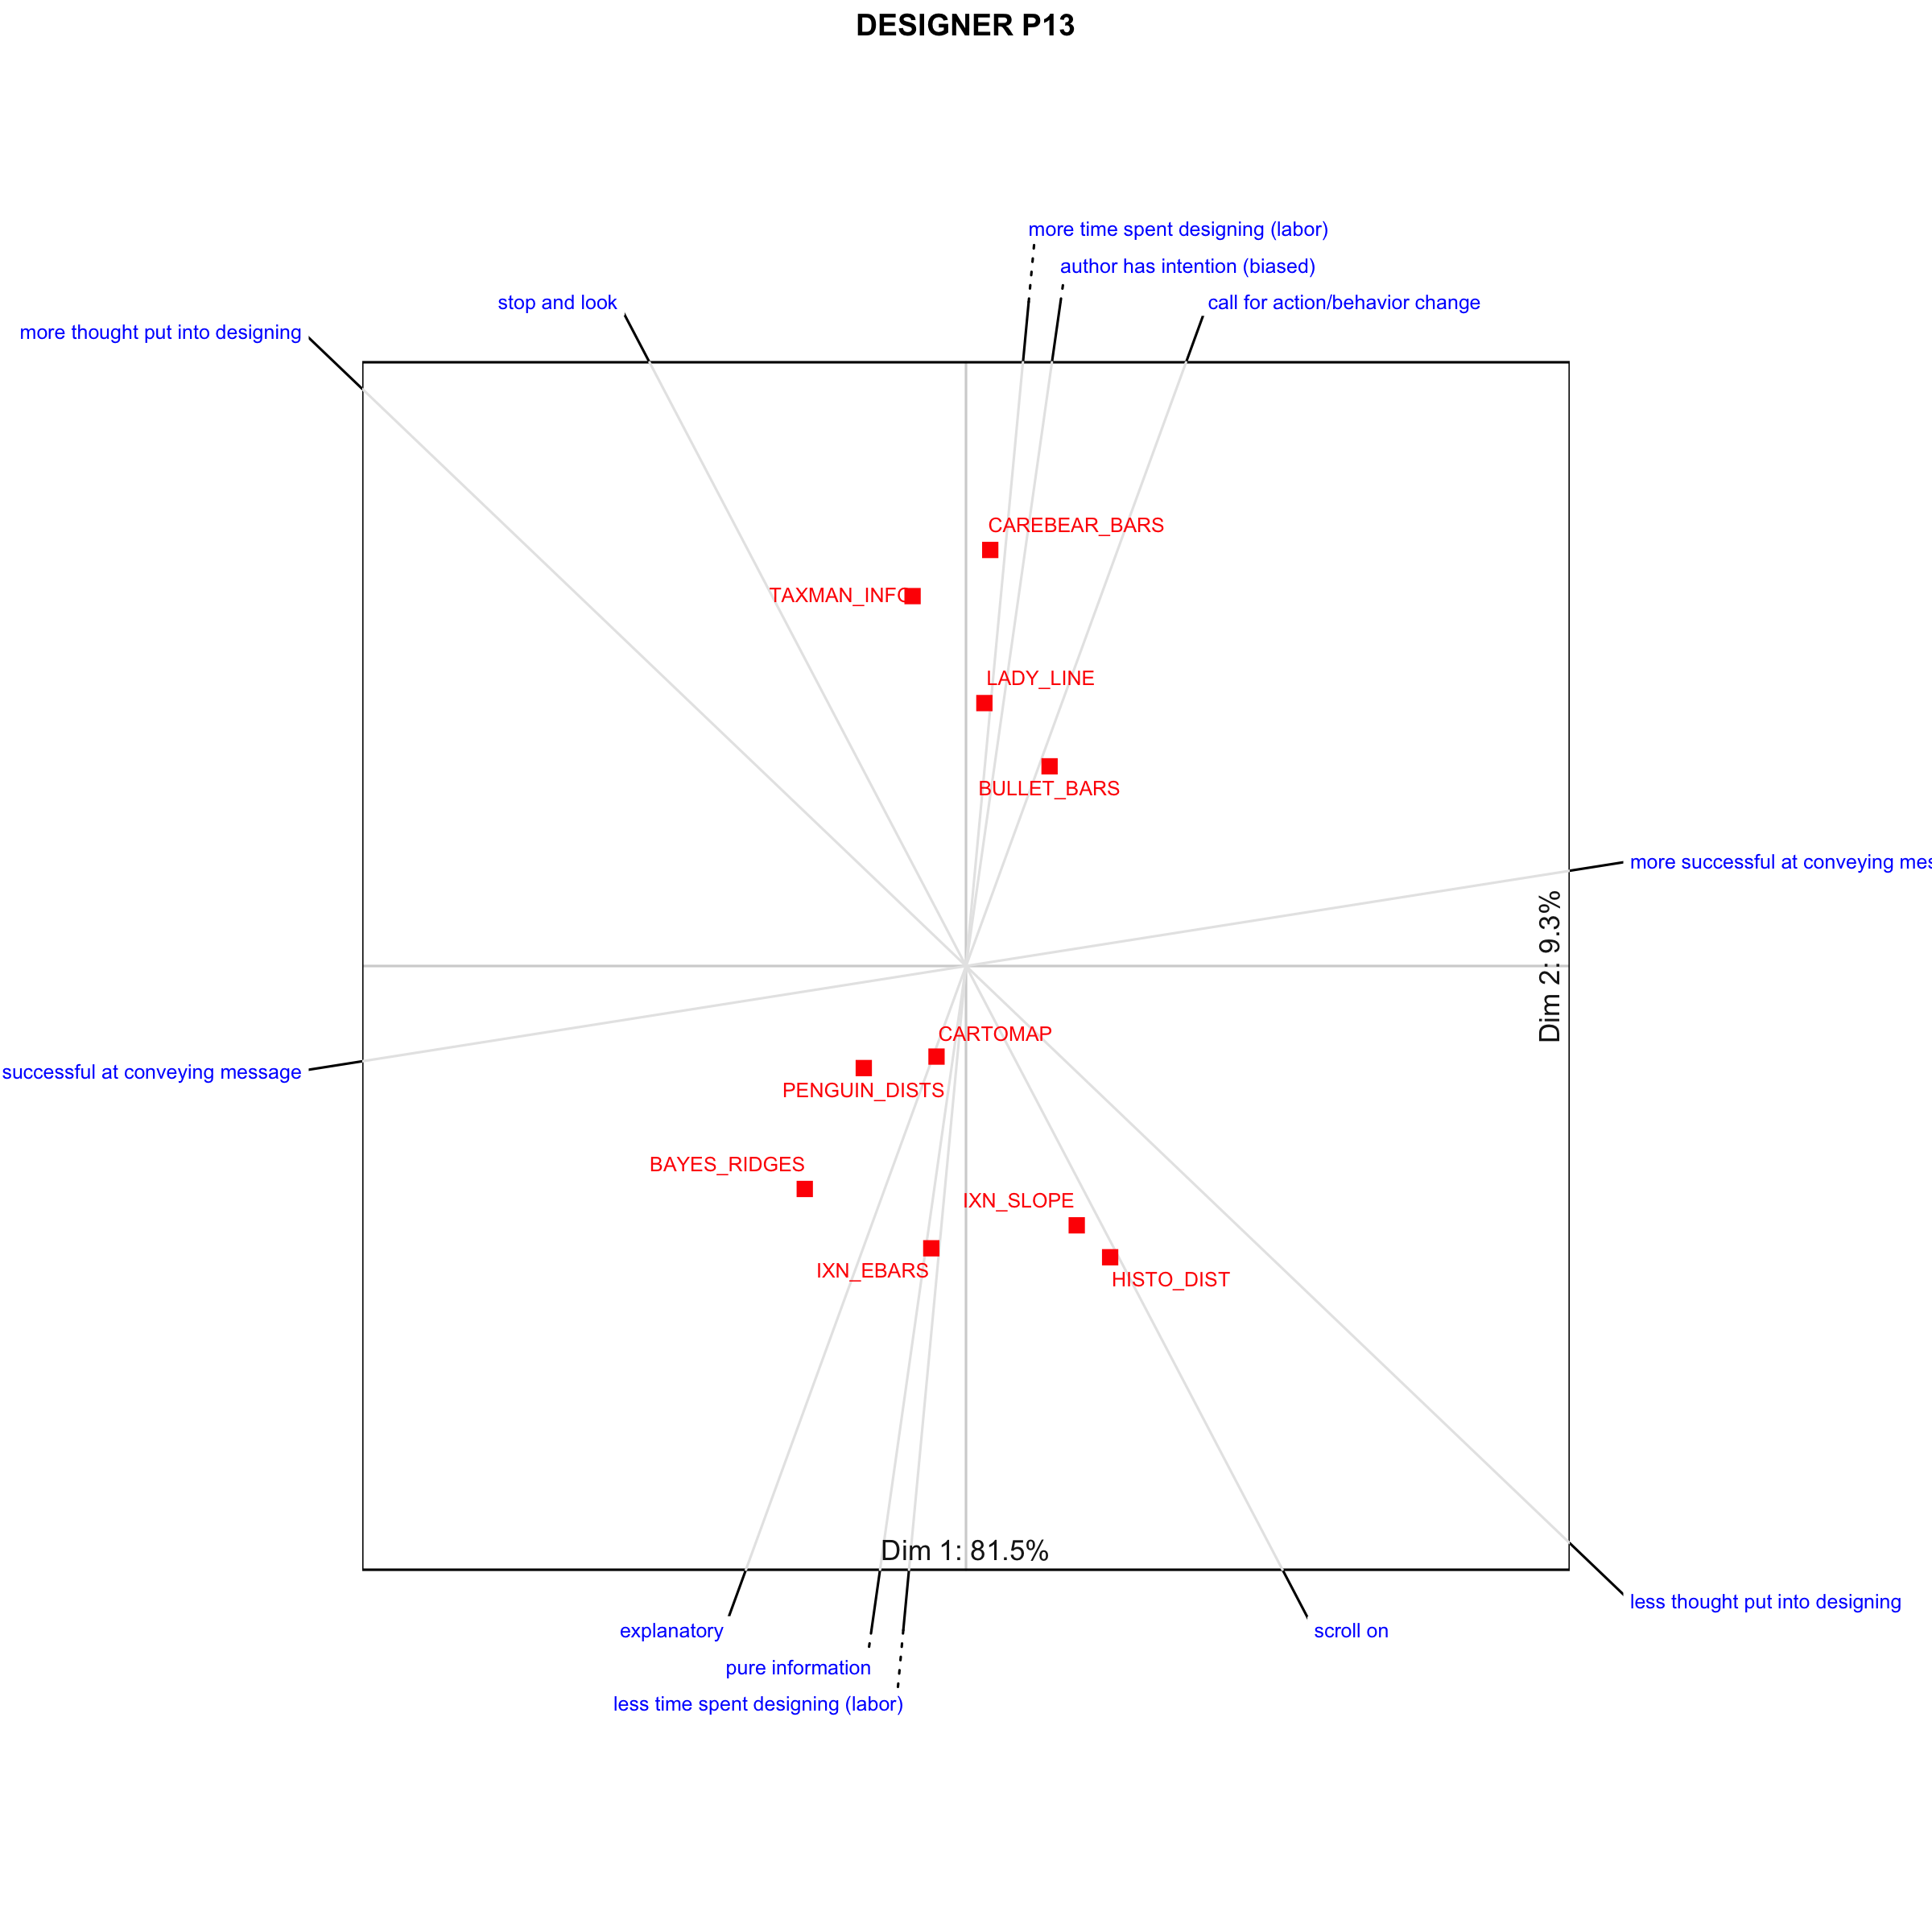 DESIGNER P13
more time spent designing (labor)
author has intention (biased)
stop and look
call for action/behavior change
more thought put into designing
CAREBEAR_BARS
TAXMAN_INFO
LADY_LINE
BULLET_BARS
more successful at conveying mes
Dim 2: 9.3%
CARTOMAP
successful at conveying message
PENGUIN_DISTS
BAYES_RIDGES
IXN_SLOPE
IXN_EBARS
HISTO_DIST
Dim 1: 81.5%
less thought put into designing
explanatory
scroll on
pure information
less time spent designing (labor)